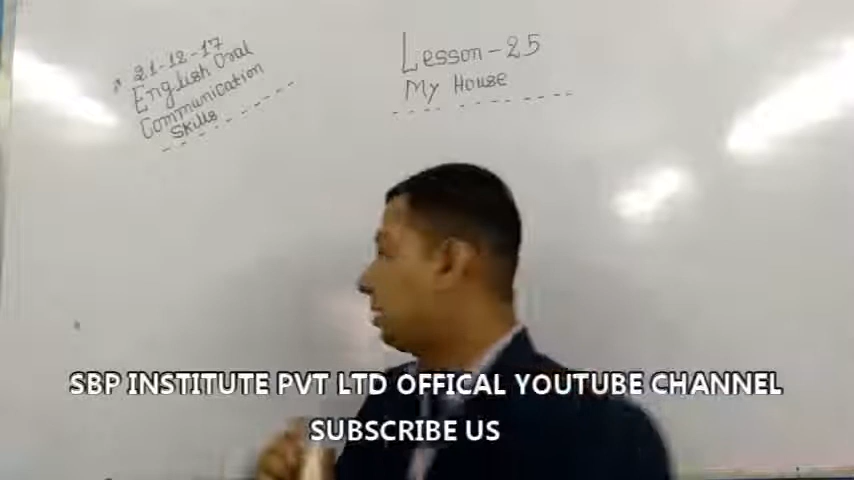 21-12-17
English Oral
Communication
Skills
Lesson-25
My House
SBP INSTITUTE PVT LTD OFFICAL YOUTUBE CHANNEL
SUBSCRIBE US